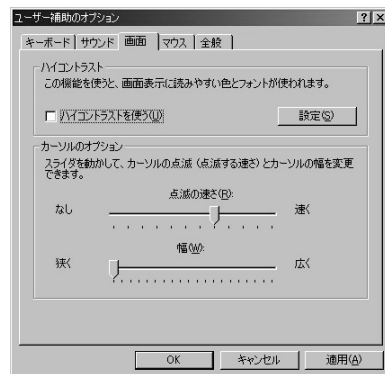 ユーザー補助のオプション
キーボード サウンド 画面 マウス 全般
ハイコントラスト
この機能を使うと、画面表示に読みやすい色とフォントが使われます。
ハイコントラストを使う(U) 設定(S)
カーソルのオプション
スライダを動かして、カーソルの点滅 (点滅する速さ) とカーソルの幅を変更
できます。
点滅の速さ(R):
なし 速く
幅(W):
狭く 広く
OK キャンセル 適用(A)